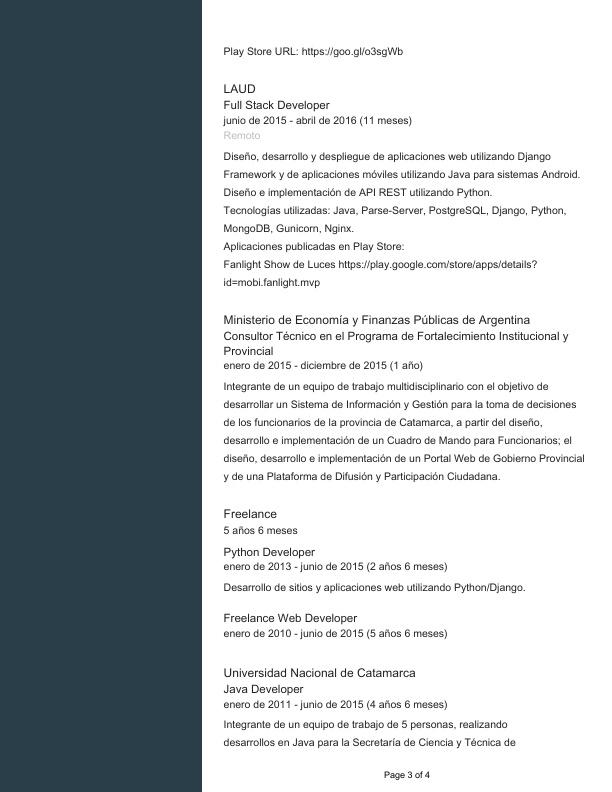 Play Store URL: https://goo.gl/o3sgWb
LAUD
Full Stack Developer
junio de 2015 - abril de 2016 (11 meses)
Remoto
Diseño, desarrollo y despliegue de aplicaciones web utilizando Django
Framework y de aplicaciones móviles utilizando Java para sistemas Android.
Diseño e implementación de API REST utilizando Python.
Tecnologías utilizadas: Java, Parse-Server, PostgreSQL, Django, Python,
MongoDB, Gunicorn, Nginx.
Aplicaciones publicadas en Play Store:
Fanlight Show de Luces https://play.google.com/store/apps/details?
id=mobi.fanlight.mvp
Ministerio de Economía y Finanzas Públicas de Argentina
Consultor Técnico en el Programa de Fortalecimiento Institucional y
Provincial
enero de 2015 - diciembre de 2015 (1 año)
Integrante de un equipo de trabajo multidisciplinario con el objetivo de
desarrollar un Sistema de Información y Gestión para la toma de decisiones
de los funcionarios de la provincia de Catamarca, a partir del diseño,
desarrollo e implementación de un Cuadro de Mando para Funcionarios; el
diseño, desarrollo e implementación de un Portal Web de Gobierno Provincial
y de una Plataforma de Difusión y Participación Ciudadana.
Freelance
5 años 6 meses
Python Developer
enero de 2013 - junio de 2015 (2 años 6 meses)
Desarrollo de sitios y aplicaciones web utilizando Python/Django.
Freelance Web Developer
enero de 2010 - junio de 2015 (5 años 6 meses)
Universidad Nacional de Catamarca
Java Developer
enero de 2011 - junio de 2015 (4 años 6 meses)
Integrante de un equipo de trabajo de 5 personas, realizando
desarrollos en Java para la Secretaría de Ciencia y Técnica de
Page 3 of 4